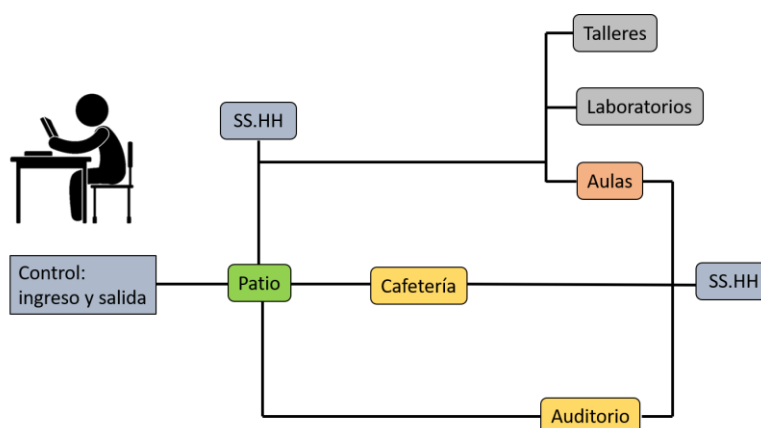 Talleres
SS.HH
Laboratorios
Aulas
Control:
ingreso y salida
Patio
Cafetería
SS.HH
Auditorio